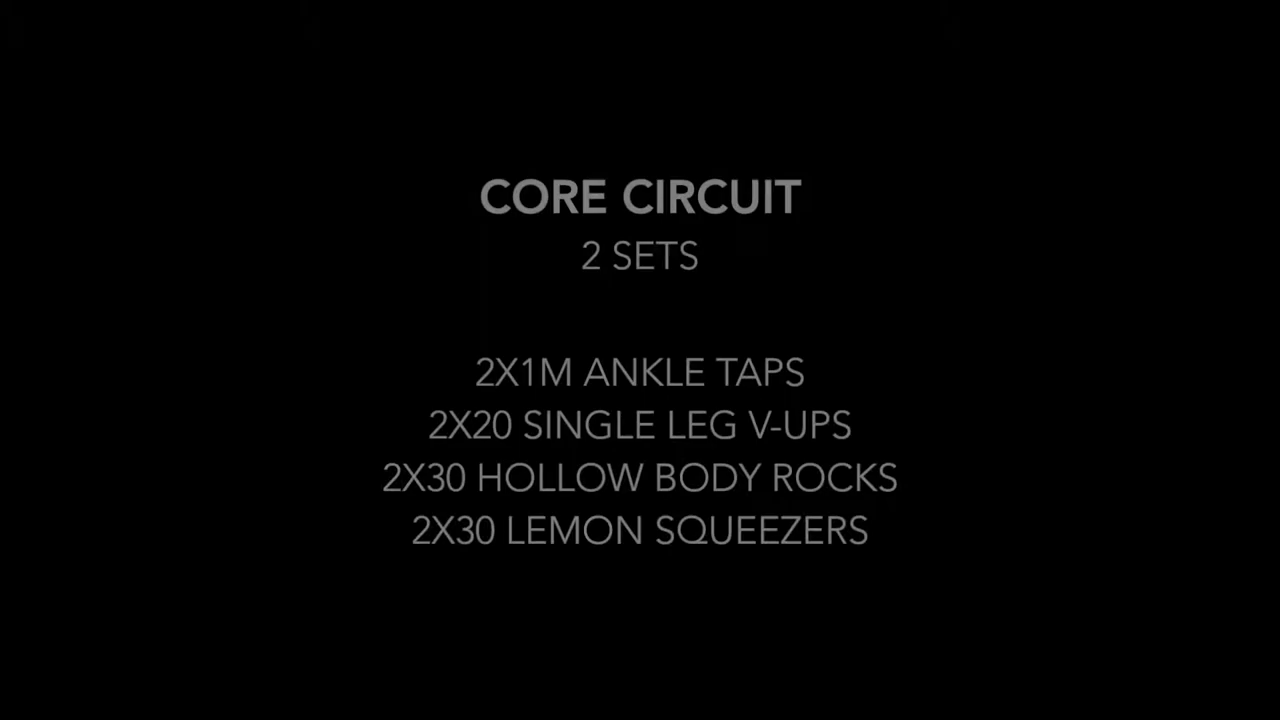 CORE CIRCUIT
2 SETS
2X1M ANKLE TAPS
2X20 SINGLE LEG V-UPS
2X30 HOLLOW BODY ROCKS
2X30 LEMON SQUEEZERS